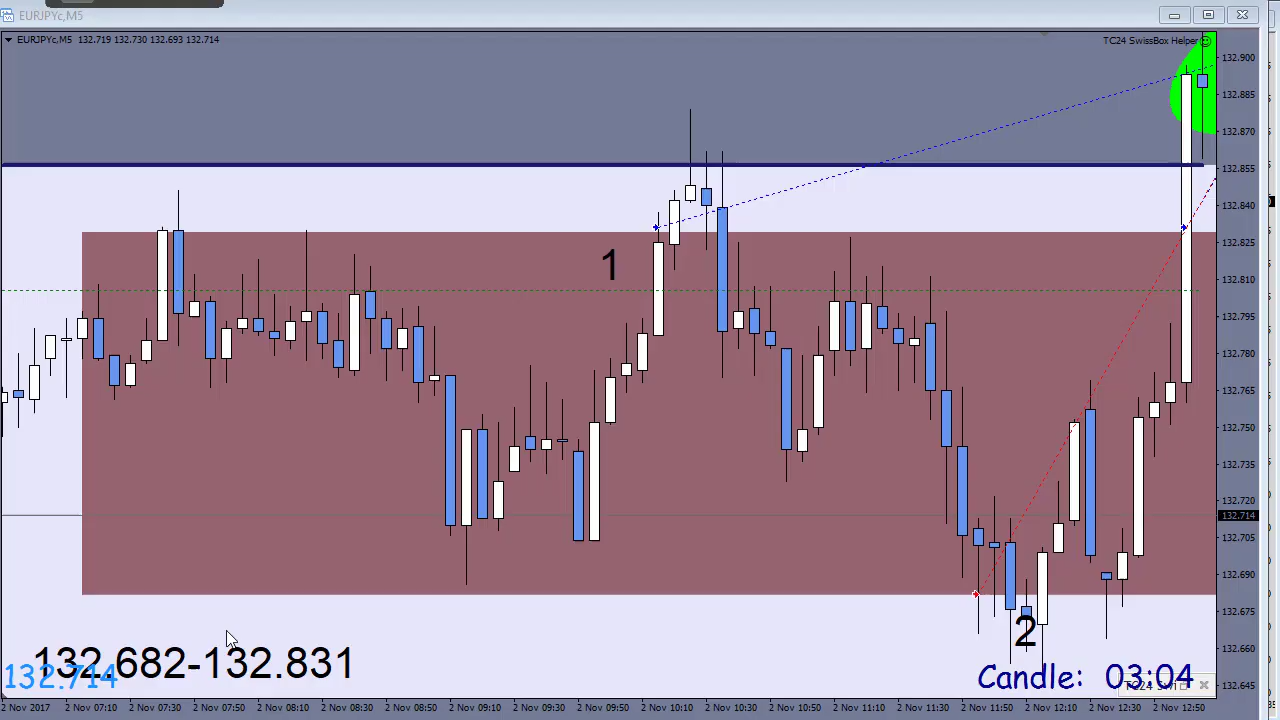 EURJPYc,M5
EURJPYc,M5 132.719 132.730 132.693 132.714
TC24 SwissBox Helper
132.900
132.885
132.870
132.855
132.840
132.825
132.810
132.795
132.780
132.765
132.750
132.735
132.720
132.714
132.705
132.690
132.675
132.660
132.645
1
2
132.682-132.831
132.714
Candle: 03:04
2 Nov 2017
2 Nov 07:10
2 Nov 07:30
2 Nov 07:50
2 Nov 08:10
2 Nov 08:30
2 Nov 08:50
2 Nov 09:10
2 Nov 09:30
2 Nov 09:50
2 Nov 10:10
2 Nov 10:30
2 Nov 10:50
2 Nov 11:10
2 Nov 11:30
2 Nov 11:50
2 Nov 12:10
2 Nov 12:30
2 Nov 12:50